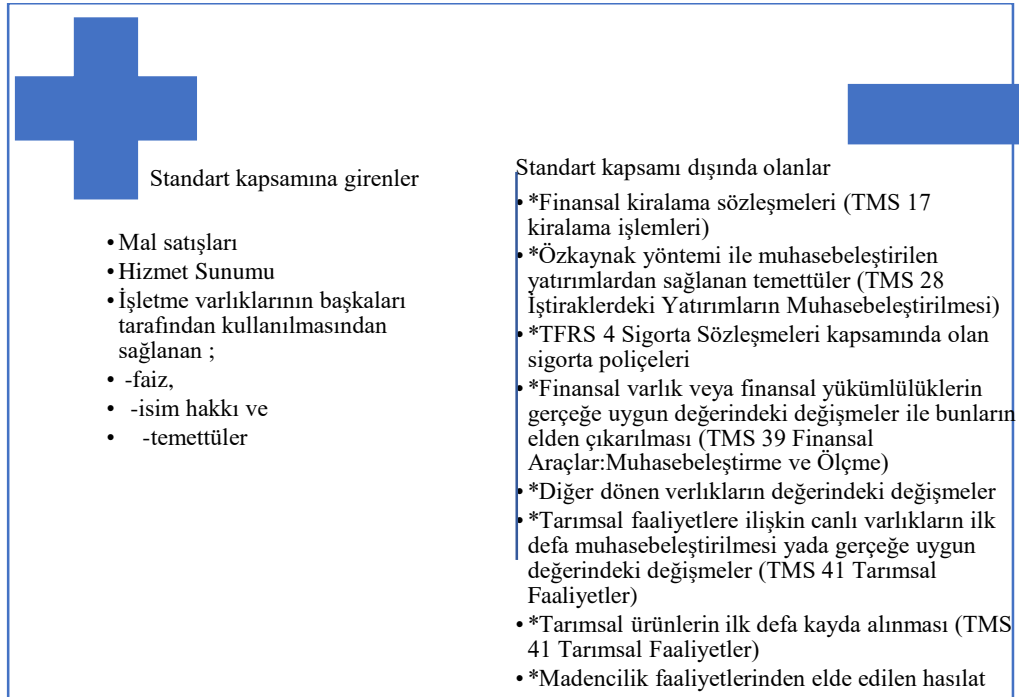 Standart kapsamına girenler
• Mal satışları
• Hizmet Sunumu
• İşletme varlıklarının başkaları
tarafından kullanılmasından
sağlanan ;
• -faiz,
• -isim hakkı ve
• -temettüler
Standart kapsamı dışında olanlar
• *Finansal kiralama sözleşmeleri (TMS 17
kiralama işlemleri)
• *Özkaynak yöntemi ile muhasebeleştirilen
yatırımlardan sağlanan temettüler (TMS 28
İştiraklerdeki Yatırımların Muhasebeleştirilmesi)
• *TFRS 4 Sigorta Sözleşmeleri kapsamında olan
sigorta poliçeleri
• *Finansal varlık veya finansal yükümlülüklerin
gerçeğe uygun değerindeki değişmeler ile bunların
elden çıkarılması (TMS 39 Finansal
Araçlar:Muhasebeleştirme ve Ölçme)
• *Diğer dönen verlıkların değerindeki değişmeler
• *Tarımsal faaliyetlere ilişkin canlı varlıkların ilk
defa muhasebeleştirilmesi yada gerçeğe uygun
değerindeki değişmeler (TMS 41 Tarımsal
Faaliyetler)
• *Tarımsal ürünlerin ilk defa kayda alınması (TMS
41 Tarımsal Faaliyetler)
• *Madencilik faaliyetlerinden elde edilen hasılat